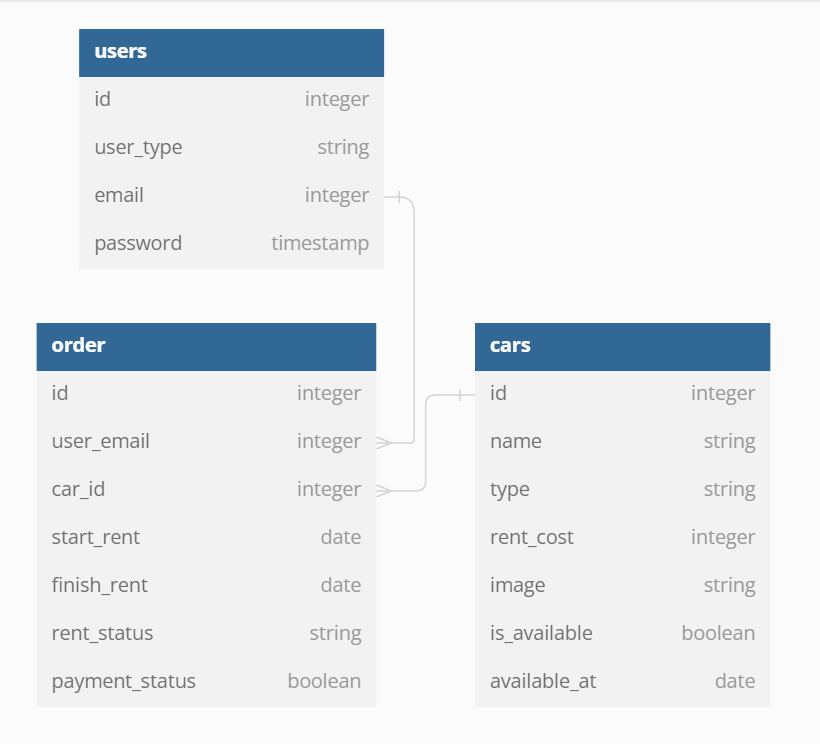 users
id integer
user_type string
email integer
password timestamp
order
id integer
user_email integer
car_id integer
start_rent date
finish_rent date
rent_status string
payment_status boolean
cars
id integer
name string
type string
rent_cost integer
image string
is_available boolean
available_at date